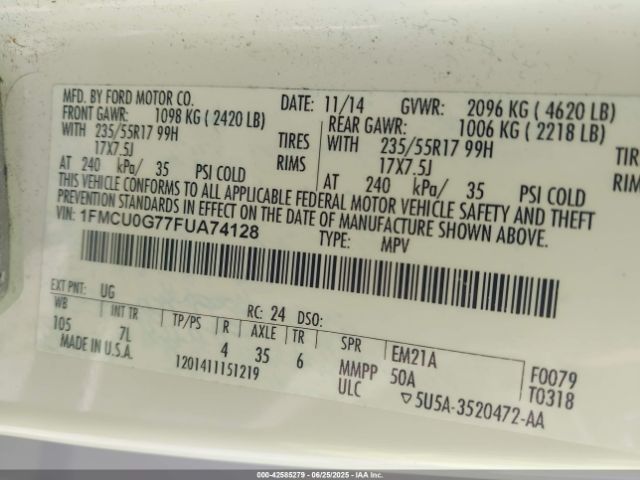 MFD. BY FORD MOTOR CO. DATE: 11/14 GVWR: 2096 KG ( 4620 LB)
FRONT GAWR: 1098 KG ( 2420 LB) REAR GAWR: 1006 KG ( 2218 LB)
WITH 235/55R17 99H TIRES WITH 235/55R17 99H TIRES
17X7.5J RIMS 17X7.5J RIMS
AT 240 kPa/ 35 PSI COLD AT 240 kPa/ 35 PSI COLD
THIS VEHICLE CONFORMS TO ALL APPLICABLE FEDERAL MOTOR VEHICLE SAFETY AND THEFT
PREVENTION STANDARDS IN EFFECT ON THE DATE OF MANUFACTURE SHOWN ABOVE.
VIN: 1FMCU0G77FUA74128 TYPE: MPV
EXT PNT: UG RC: 24 DSO:
WB INT TR TP/PS R AXLE TR SPR EM21A F0079
105 7L 4 35 6 MMPP 50A T0318
MADE IN U.S.A. 1201411151219 ULC ▽5U5A-3520472-AA
000-42585279 - 06/25/2025 - IAAI.COM